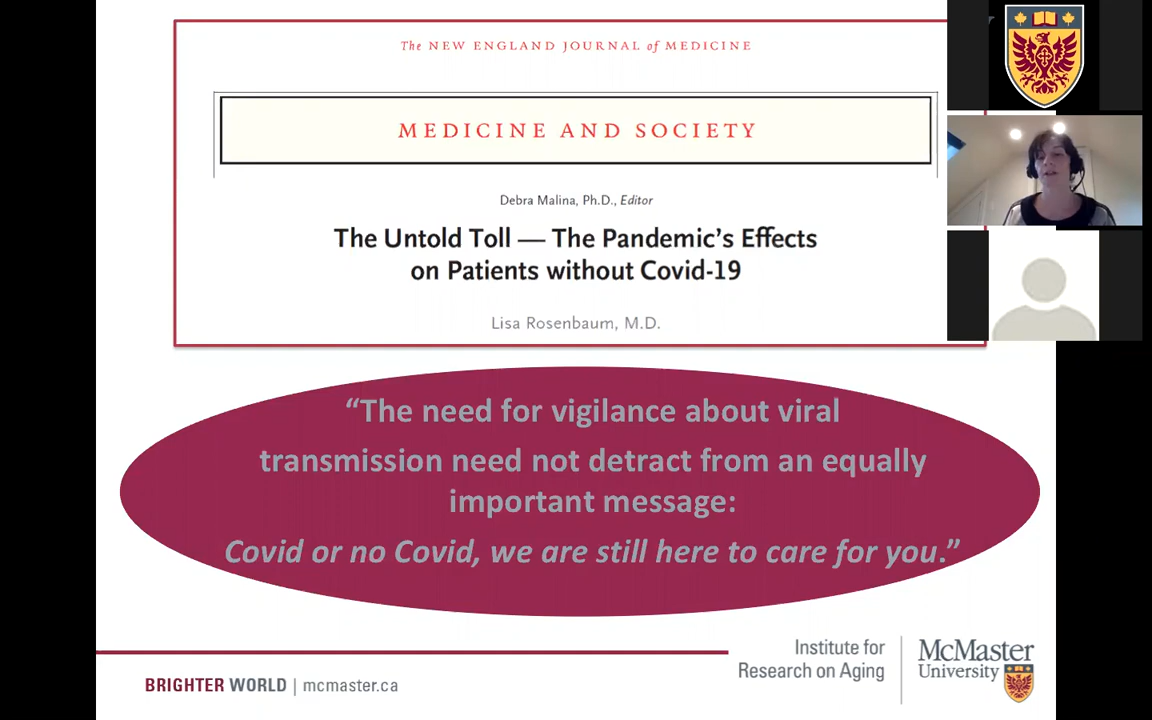 The NEW ENGLAND JOURNAL of MEDICINE
MEDICINE AND SOCIETY
Debra Malina, Ph.D., Editor
The Untold Toll — The Pandemic’s Effects
on Patients without Covid-19
Lisa Rosenbaum, M.D.
“The need for vigilance about viral
transmission need not detract from an equally
important message:
Covid or no Covid, we are still here to care for you.”
BRIGHTER WORLD | mcmaster.ca
Institute for
Research on Aging
McMaster
University